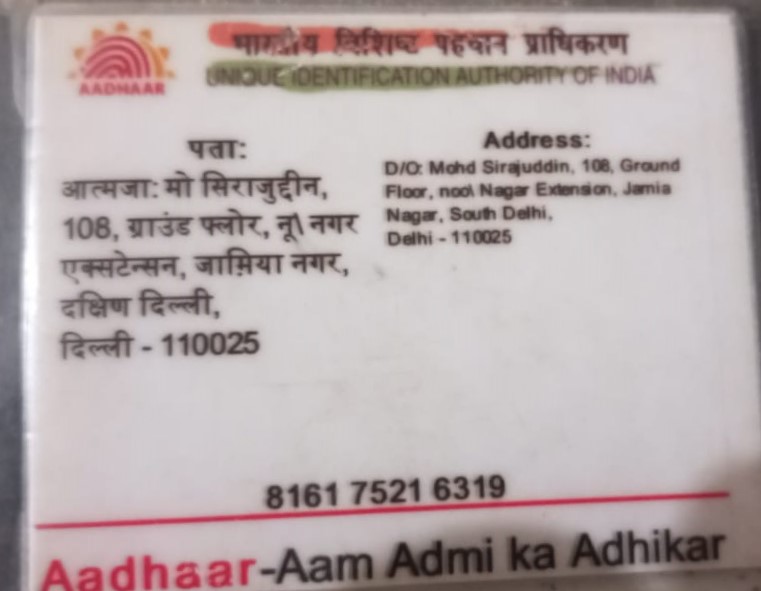 AADHAAR
भारतीय विशिष्ट पहचान प्राधिकरण
UNIQUE IDENTIFICATION AUTHORITY OF INDIA
पता:
आत्मजा: मो सिराजुद्दीन,
108, ग्राउंड फ्लोर, नू\ नगर
एक्सटेन्सन, जामिया नगर,
दक्षिण दिल्ली,
दिल्ली - 110025
Address:
D/O: Mohd Sirajuddin, 108, Ground
Floor, noo\ Nagar Extension, Jamia
Nagar, South Delhi,
Delhi - 110025
8161 7521 6319
Aadhaar-Aam Admi ka Adhikar